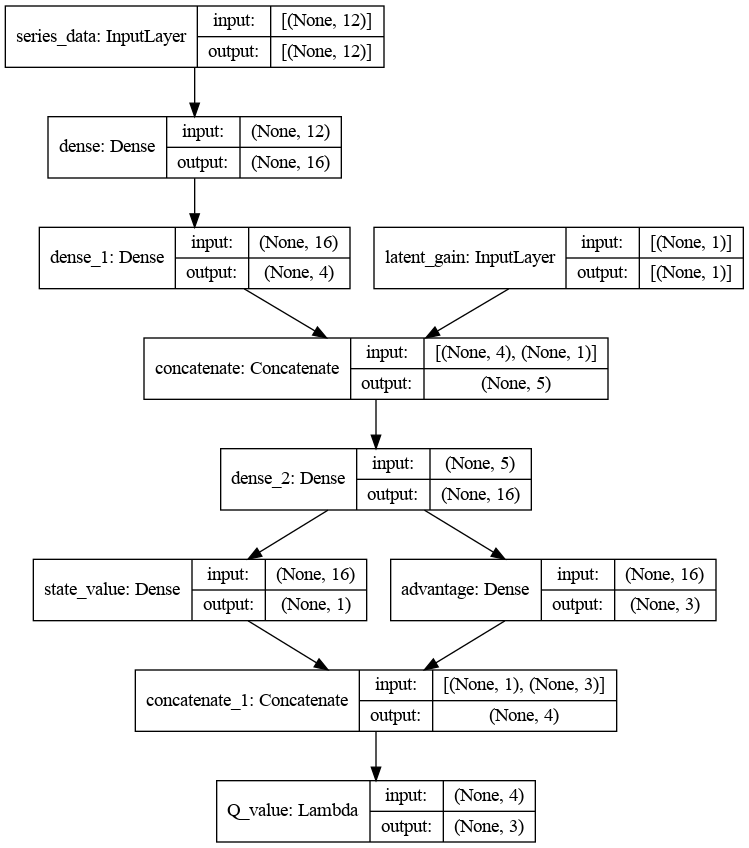 series_data: InputLayer
input: [(None, 12)]
output: [(None, 12)]
dense: Dense
input: (None, 12)
output: (None, 16)
dense_1: Dense
input: (None, 16)
output: (None, 4)
latent_gain: InputLayer
input: [(None, 1)]
output: [(None, 1)]
concatenate: Concatenate
input: [(None, 4), (None, 1)]
output: (None, 5)
dense_2: Dense
input: (None, 5)
output: (None, 16)
state_value: Dense
input: (None, 16)
output: (None, 1)
advantage: Dense
input: (None, 16)
output: (None, 3)
concatenate_1: Concatenate
input: [(None, 1), (None, 3)]
output: (None, 4)
Q_value: Lambda
input: (None, 4)
output: (None, 3)